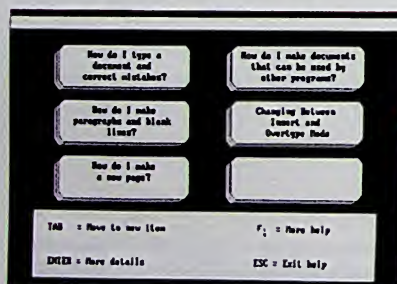 How do I type a
document and
correct mistakes?
How do I make documents
that can be used by
other programs?
How do I make
paragraphs and blank
lines?
Changing Between
Insert and
Overtype Mode
How do I make
a new page?
TAB = Move to new item
= More help
ENTER = More details
ESC = Exit help